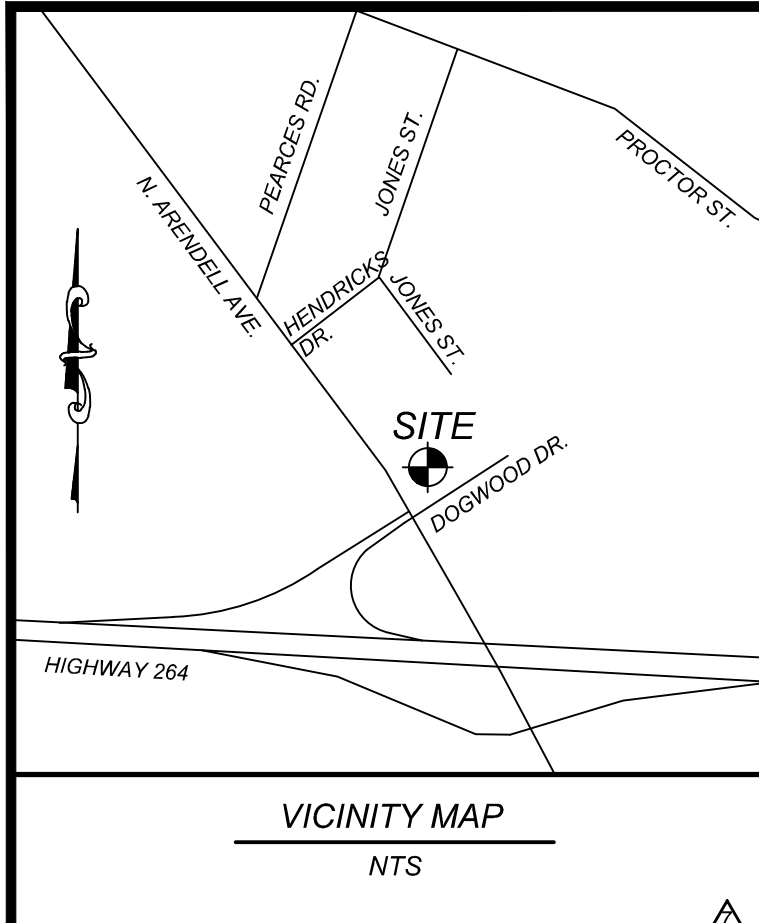 PEARCES RD.
JONES ST.
PROCTOR ST.
N. ARENDELL AVE.
HENDRICKS
DR.
JONES ST.
SITE
DOGWOOD DR.
HIGHWAY 264
VICINITY MAP
NTS